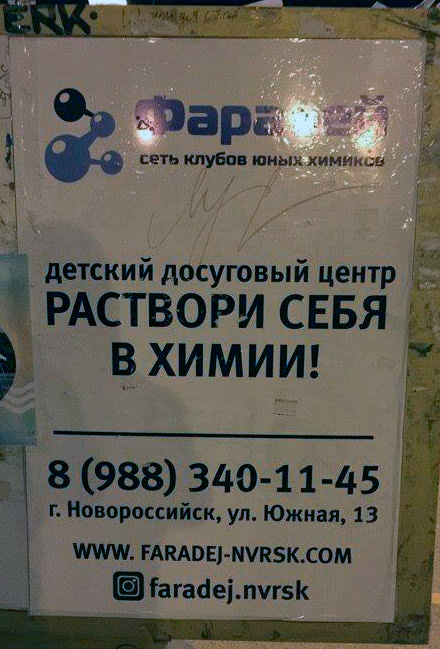 ERK
Фарадей
сеть клубов юных химиков
детский досуговый центр
РАСТВОРИ СЕБЯ
В ХИМИИ!
8 (988) 340-11-45
г. Новороссийск, ул. Южная, 13
WWW. FARADEJ-NVRSK.COM
faradej.nvrsk